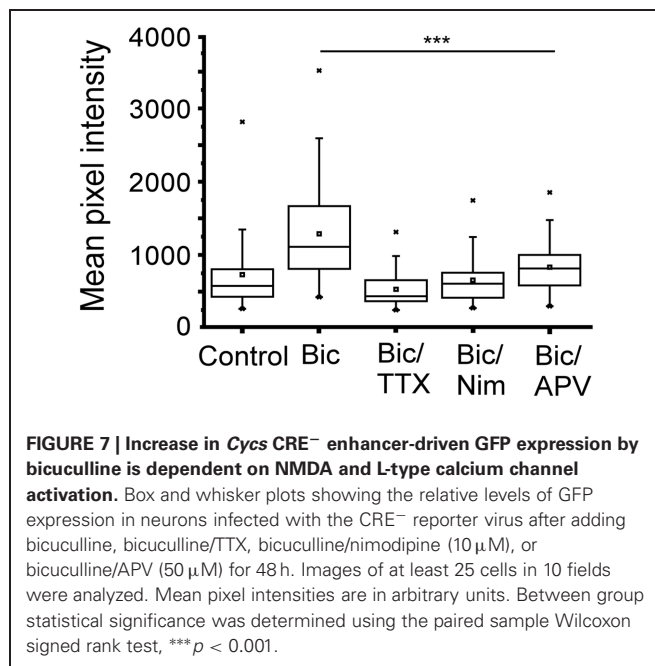 4000
***
3000
2000
1000
0
Mean pixel intensity
Control Bic Bic/ Bic/ Bic/
TTX Nim APV
FIGURE 7 | Increase in Cycs CRE⁻ enhancer-driven GFP expression by
bicuculline is dependent on NMDA and L-type calcium channel
activation. Box and whisker plots showing the relative levels of GFP
expression in neurons infected with the CRE⁻ reporter virus after adding
bicuculline, bicuculline/TTX, bicuculline/nimodipine (10 μM), or
bicuculline/APV (50 μM) for 48 h. Images of at least 25 cells in 10 fields
were analyzed. Mean pixel intensities are in arbitrary units. Between group
statistical significance was determined using the paired sample Wilcoxon
signed rank test, ***p < 0.001.